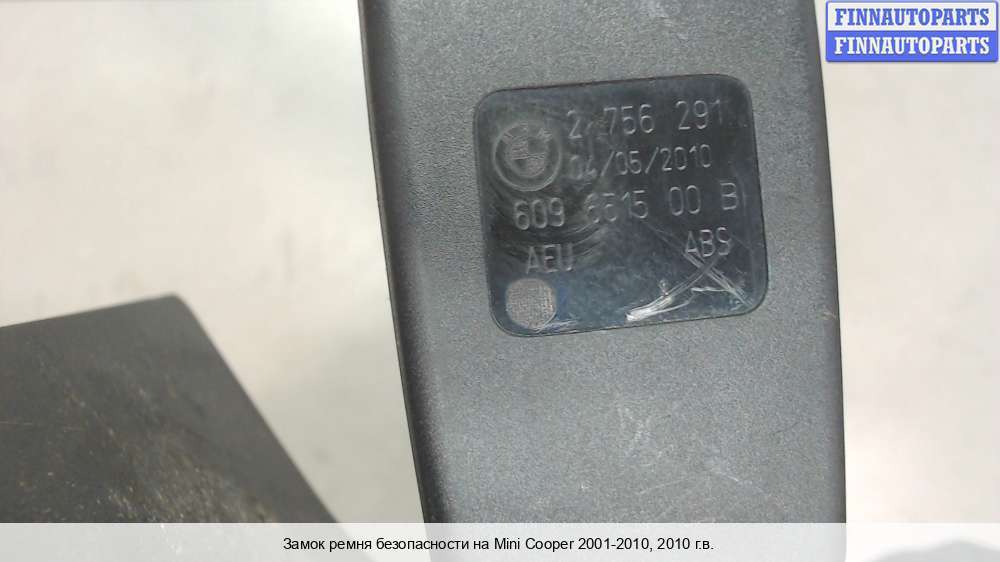 FINNAUTOPARTS
FINNAUTOPARTS
2 756 291
04/05/2010
609 6515 00 B
AEU ABS
Замок ремня безопасности на Mini Cooper 2001-2010, 2010 г.в.